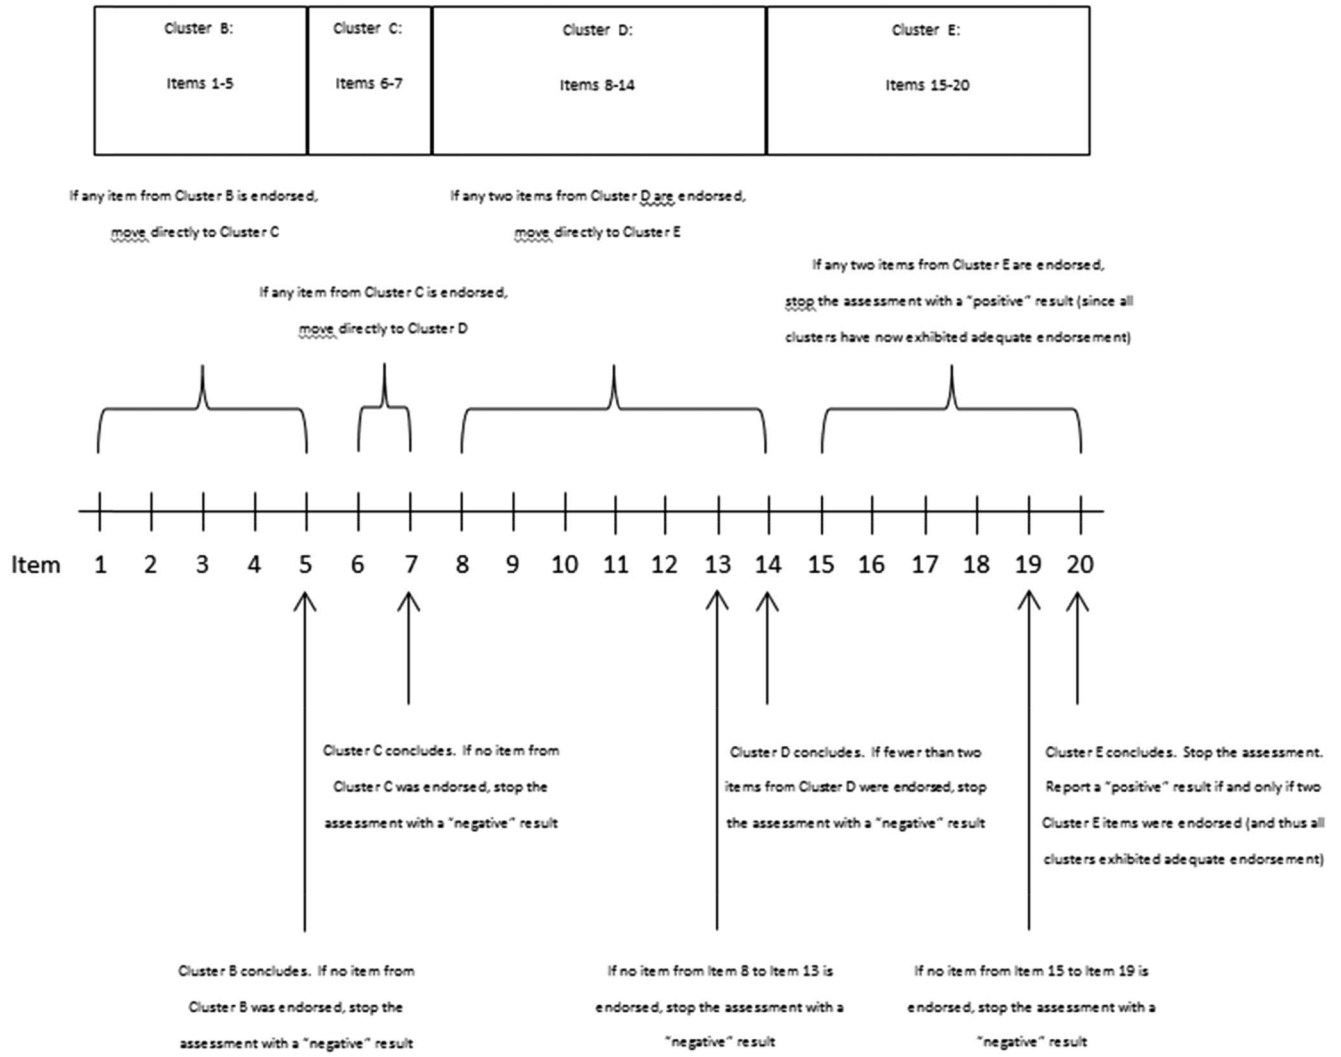 Cluster B:
Items 1-5
Cluster C:
Items 6-7
Cluster D:
Items 8-14
Cluster E:
Items 15-20
If any item from Cluster B is endorsed,
move directly to Cluster C
If any two items from Cluster D are endorsed,
move directly to Cluster E
If any item from Cluster C is endorsed,
move directly to Cluster D
If any two items from Cluster E are endorsed,
stop the assessment with a "positive" result (since all
clusters have now exhibited adequate endorsement)
Item 1 2 3 4 5 6 7 8 9 10 11 12 13 14 15 16 17 18 19 20
Cluster C concludes. If no item from
Cluster C was endorsed, stop the
assessment with a "negative" result
Cluster D concludes. If fewer than two
items from Cluster D were endorsed, stop
the assessment with a "negative" result
Cluster E concludes. Stop the assessment.
Report a "positive" result if and only if two
Cluster E items were endorsed (and thus all
clusters exhibited adequate endorsement)
Cluster B concludes. If no item from
Cluster B was endorsed, stop the
assessment with a "negative" result
If no item from Item 8 to Item 13 is
endorsed, stop the assessment with a
"negative" result
If no item from Item 15 to Item 19 is
endorsed, stop the assessment with a
"negative" result